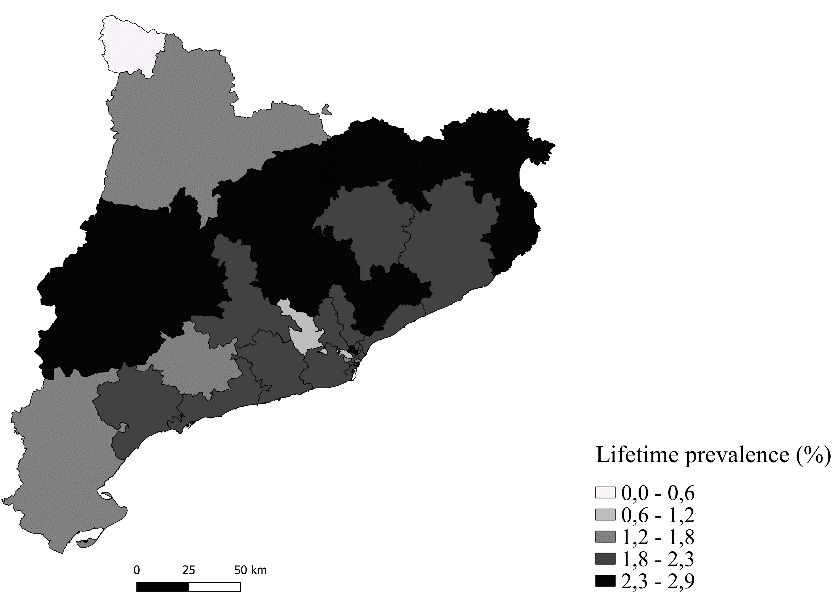 Lifetime prevalence (%)
0,0 - 0,6
0,6 - 1,2
1,2 - 1,8
1,8 - 2,3
2,3 - 2,9
0 25 50 km